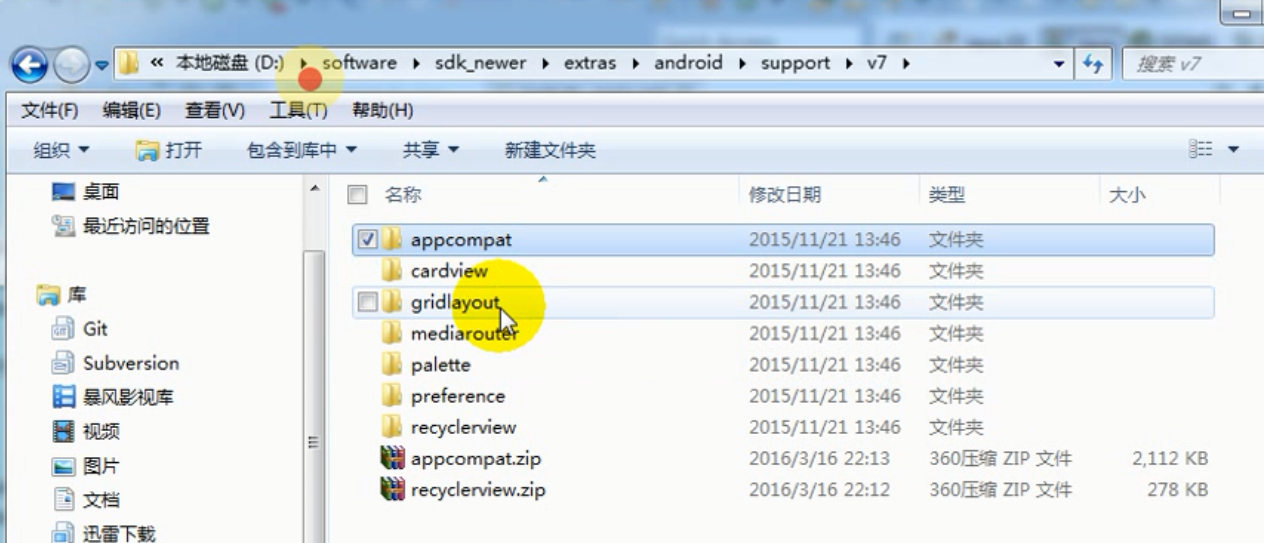 « 本地磁盘 (D:) software sdk_newer extras android support v7 搜索 v7
文件(F) 编辑(E) 查看(V) 工具(T) 帮助(H)
组织 打开 包含到库中 共享 新建文件夹
桌面
最近访问的位置
库
Git
Subversion
暴风影视库
视频
图片
文档
迅雷下载
名称 修改日期 类型 大小
appcompat 2015/11/21 13:46 文件夹
cardview 2015/11/21 13:46 文件夹
gridlayout 2015/11/21 13:46 文件夹
mediarouter 2015/11/21 13:46 文件夹
palette 2015/11/21 13:46 文件夹
preference 2015/11/21 13:46 文件夹
recyclerview 2015/11/21 13:46 文件夹
appcompat.zip 2016/3/16 22:13 360压缩 ZIP 文件 2,112 KB
recyclerview.zip 2016/3/16 22:12 360压缩 ZIP 文件 278 KB